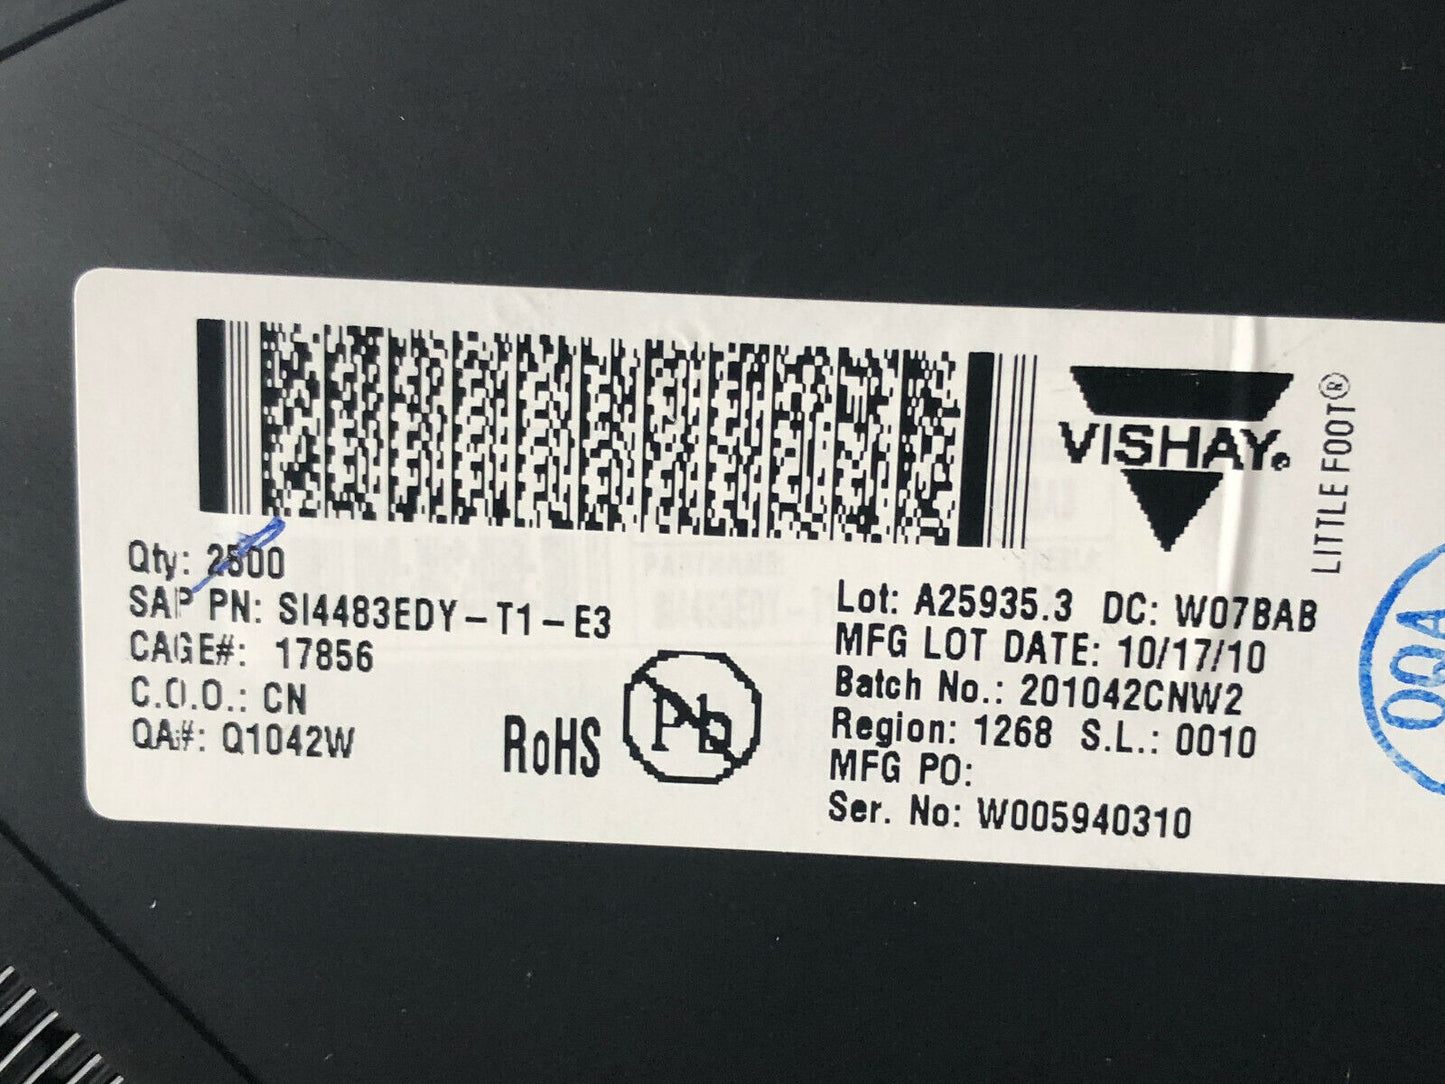 VISHAY®
LITTLE FOOT®
Qty: 2500
SAP PN: SI4483EDY-T1-E3
CAGE#: 17856
C.O.O.: CN
QA#: Q1042W
RoHS
Pb
Lot: A25935.3 DC: W07BAB
MFG LOT DATE: 10/17/10
Batch No.: 201042CNW2
Region: 1268 S.L.: 0010
MFG PO:
Ser. No: W005940310
OQA